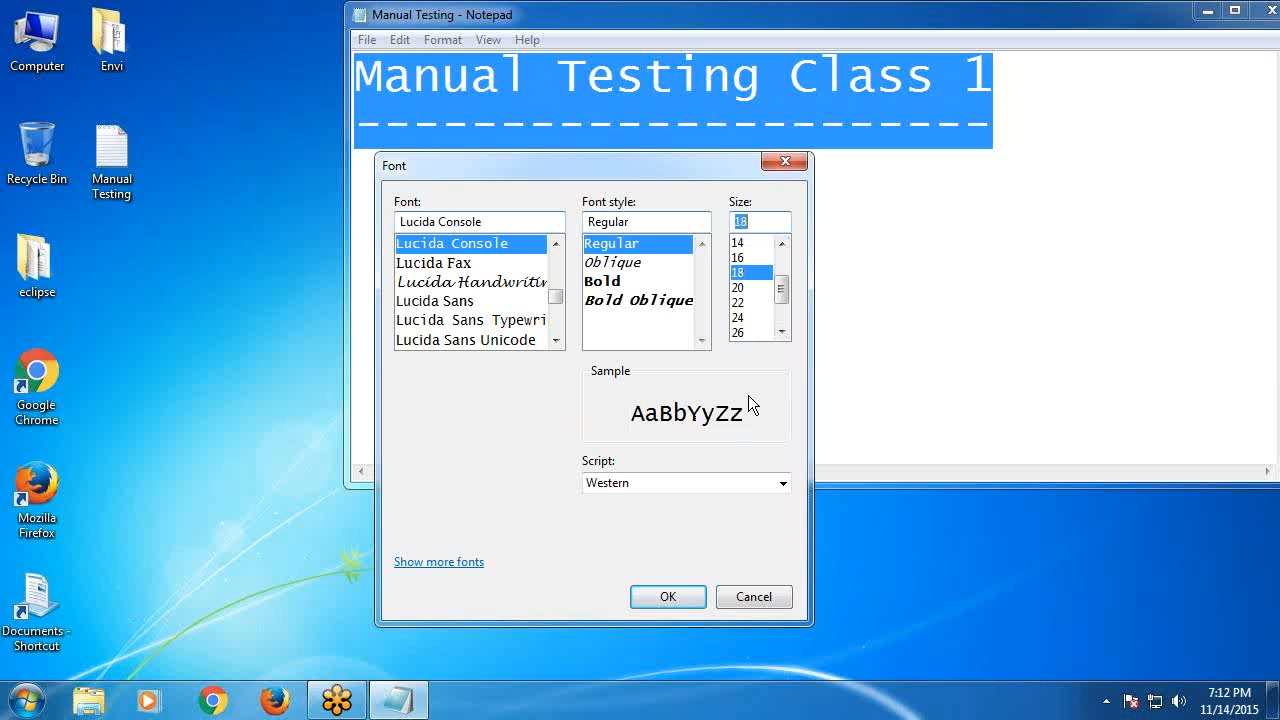 Computer
Envi
Recycle Bin
Manual
Testing
eclipse
Google
Chrome
Mozilla
Firefox
Documents -
Shortcut
Manual Testing - Notepad
File Edit Format View Help
Manual Testing Class 1
----------------------
Font
Font: Font style: Size:
Lucida Console Regular 18
Lucida Console
Lucida Fax
Lucida Handwritin
Lucida Sans
Lucida Sans Typewri
Lucida Sans Unicode
Regular
Oblique
Bold
Bold Oblique
14
16
18
20
22
24
26
Sample
AaBbYyZz
Script:
Western
Show more fonts
OK Cancel
7:12 PM
11/14/2015